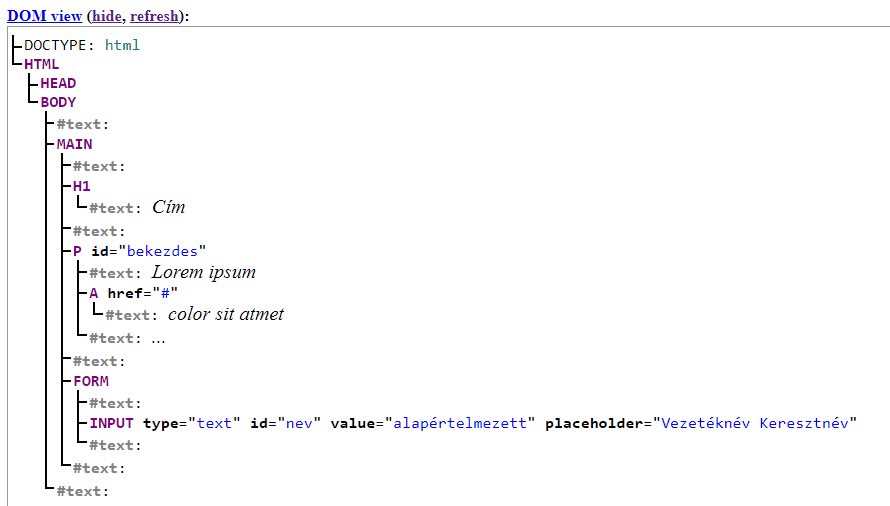 DOM view (hide, refresh):
DOCTYPE: html
HTML
HEAD
BODY
#text:
MAIN
#text:
H1
#text: Cím
#text:
P id="bekezdes"
#text: Lorem ipsum
A href="#"
#text: color sit atmet
#text: ...
#text:
FORM
#text:
INPUT type="text" id="nev" value="alapértelmezett" placeholder="Vezetéknév Keresztnév"
#text:
#text:
#text: